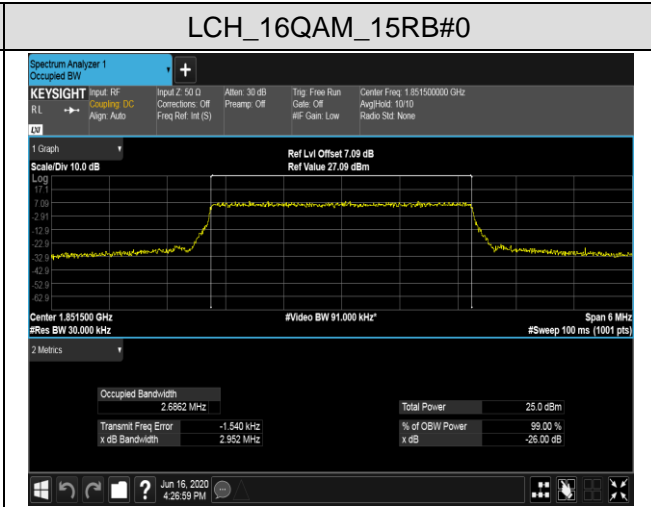 LCH_16QAM_15RB#0
Spectrum Analyzer 1
Occupied BW
+
KEYSIGHT Input: RF Input Z: 50 Ω Atten: 30 dB Trig: Free Run Center Freq: 1.851500000 GHz
RL Coupling: DC Corrections: Off Preamp: Off Gate: Off Avg|Hold: 10/10
Align: Auto Freq Ref: Int (S) #IF Gain: Low Radio Std: None
LXI
1 Graph
Ref Lvl Offset 7.09 dB
Scale/Div 10.0 dB Ref Value 27.09 dBm
Log
17.1
7.09
-2.91
-12.9
-22.9
-32.9
-42.9
-52.9
-62.9
Center 1.851500 GHz #Video BW 91.000 kHz* Span 6 MHz
#Res BW 30.000 kHz #Sweep 100 ms (1001 pts)
2 Metrics
Occupied Bandwidth
2.6862 MHz Total Power 25.0 dBm
Transmit Freq Error -1.540 kHz % of OBW Power 99.00 %
x dB Bandwidth 2.952 MHz x dB -26.00 dB
? Jun 16, 2020
4:26:59 PM